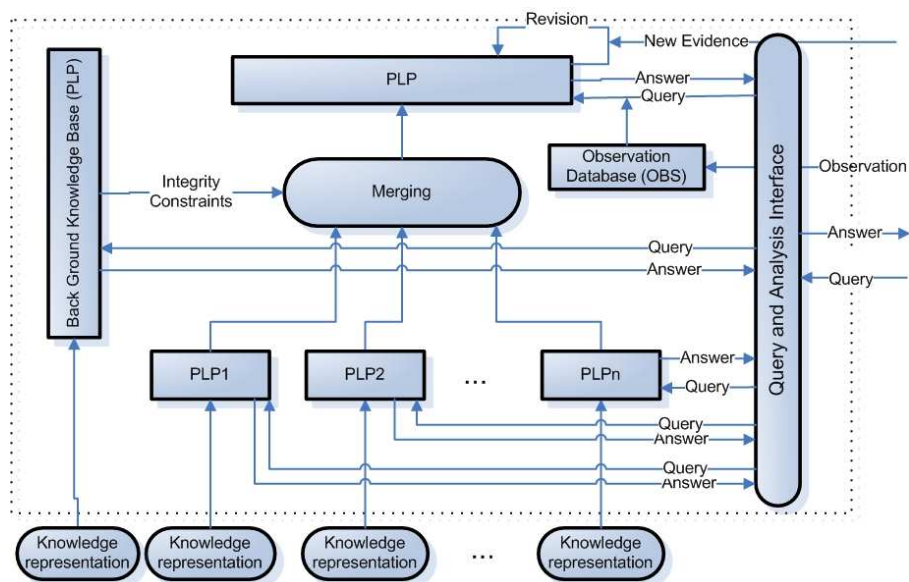 Revision
New Evidence
PLP
Answer
Query
Back Ground Knowledge Base (PLP)
Observation
Database (OBS)
Observation
Integrity
Constraints
Merging
Query and Analysis Interface
Query
Answer
Answer
Query
PLP1
PLP2
...
PLPn
Answer
Query
Query
Answer
Query
Answer
Knowledge
representation
Knowledge
representation
Knowledge
representation
...
Knowledge
representation